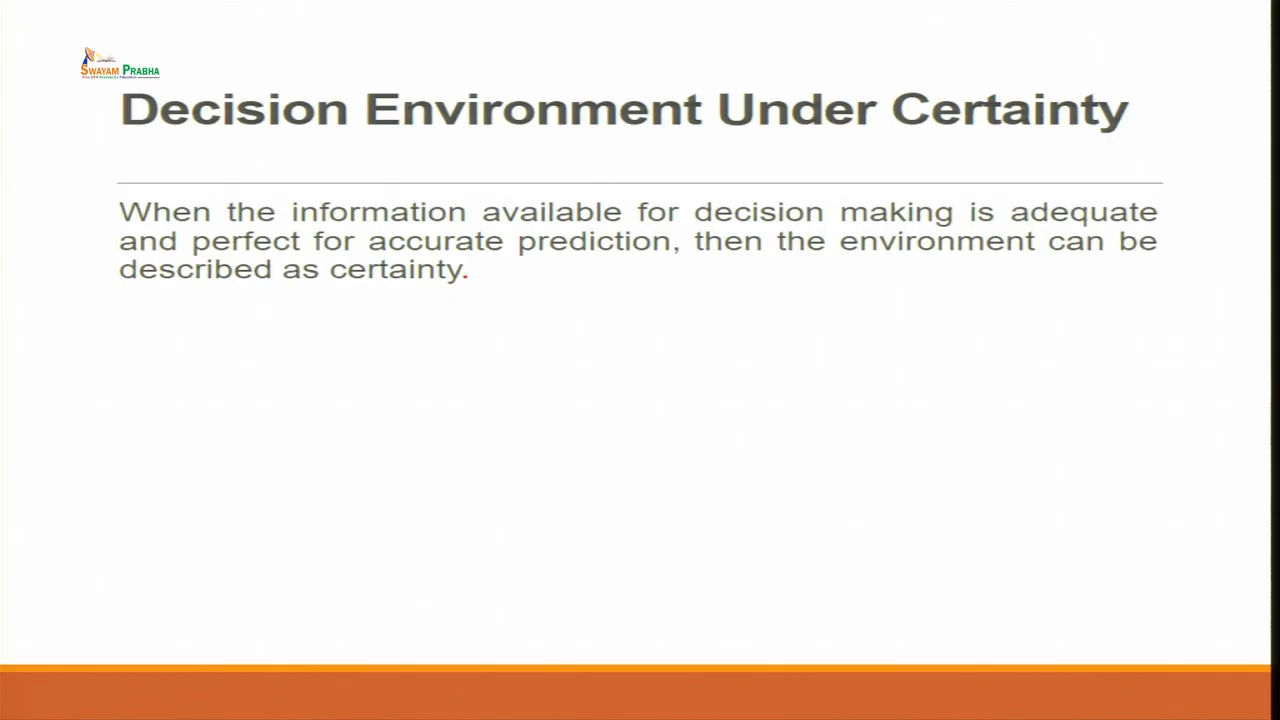 SWAYAM PRABHA
Decision Environment Under Certainty
When the information available for decision making is adequate
and perfect for accurate prediction, then the environment can be
described as certainty.